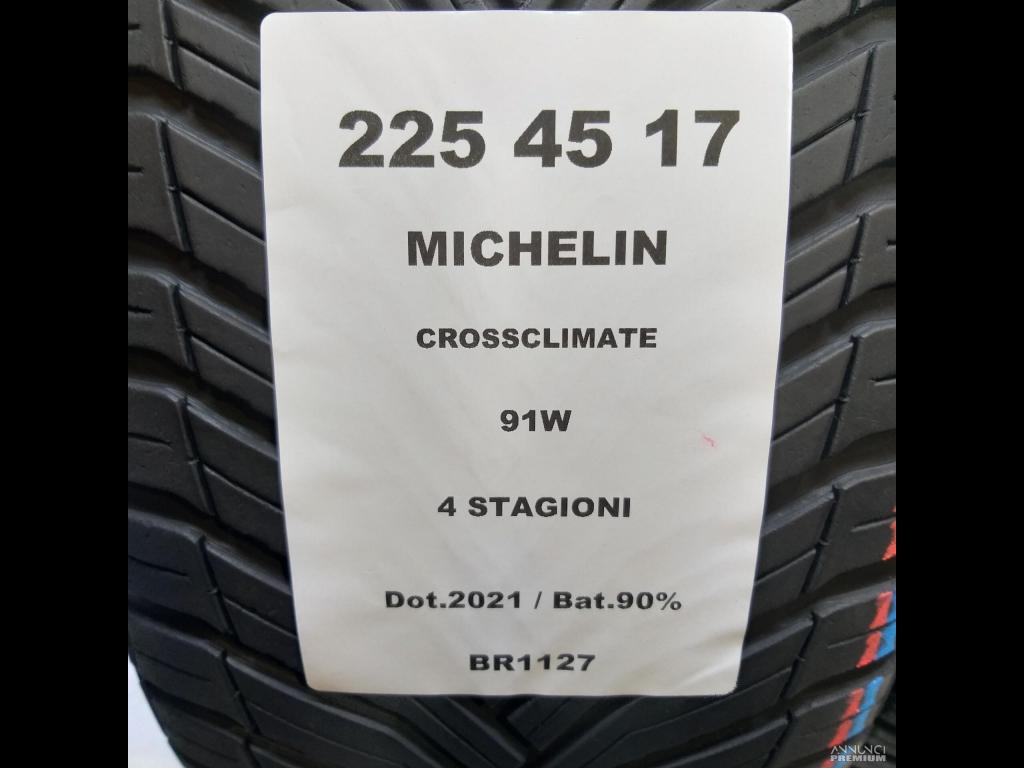 225 45 17
MICHELIN
CROSSCLIMATE
91W
4 STAGIONI
Dot.2021 / Bat.90%
BR1127
ANNUNCI
PREMIUM